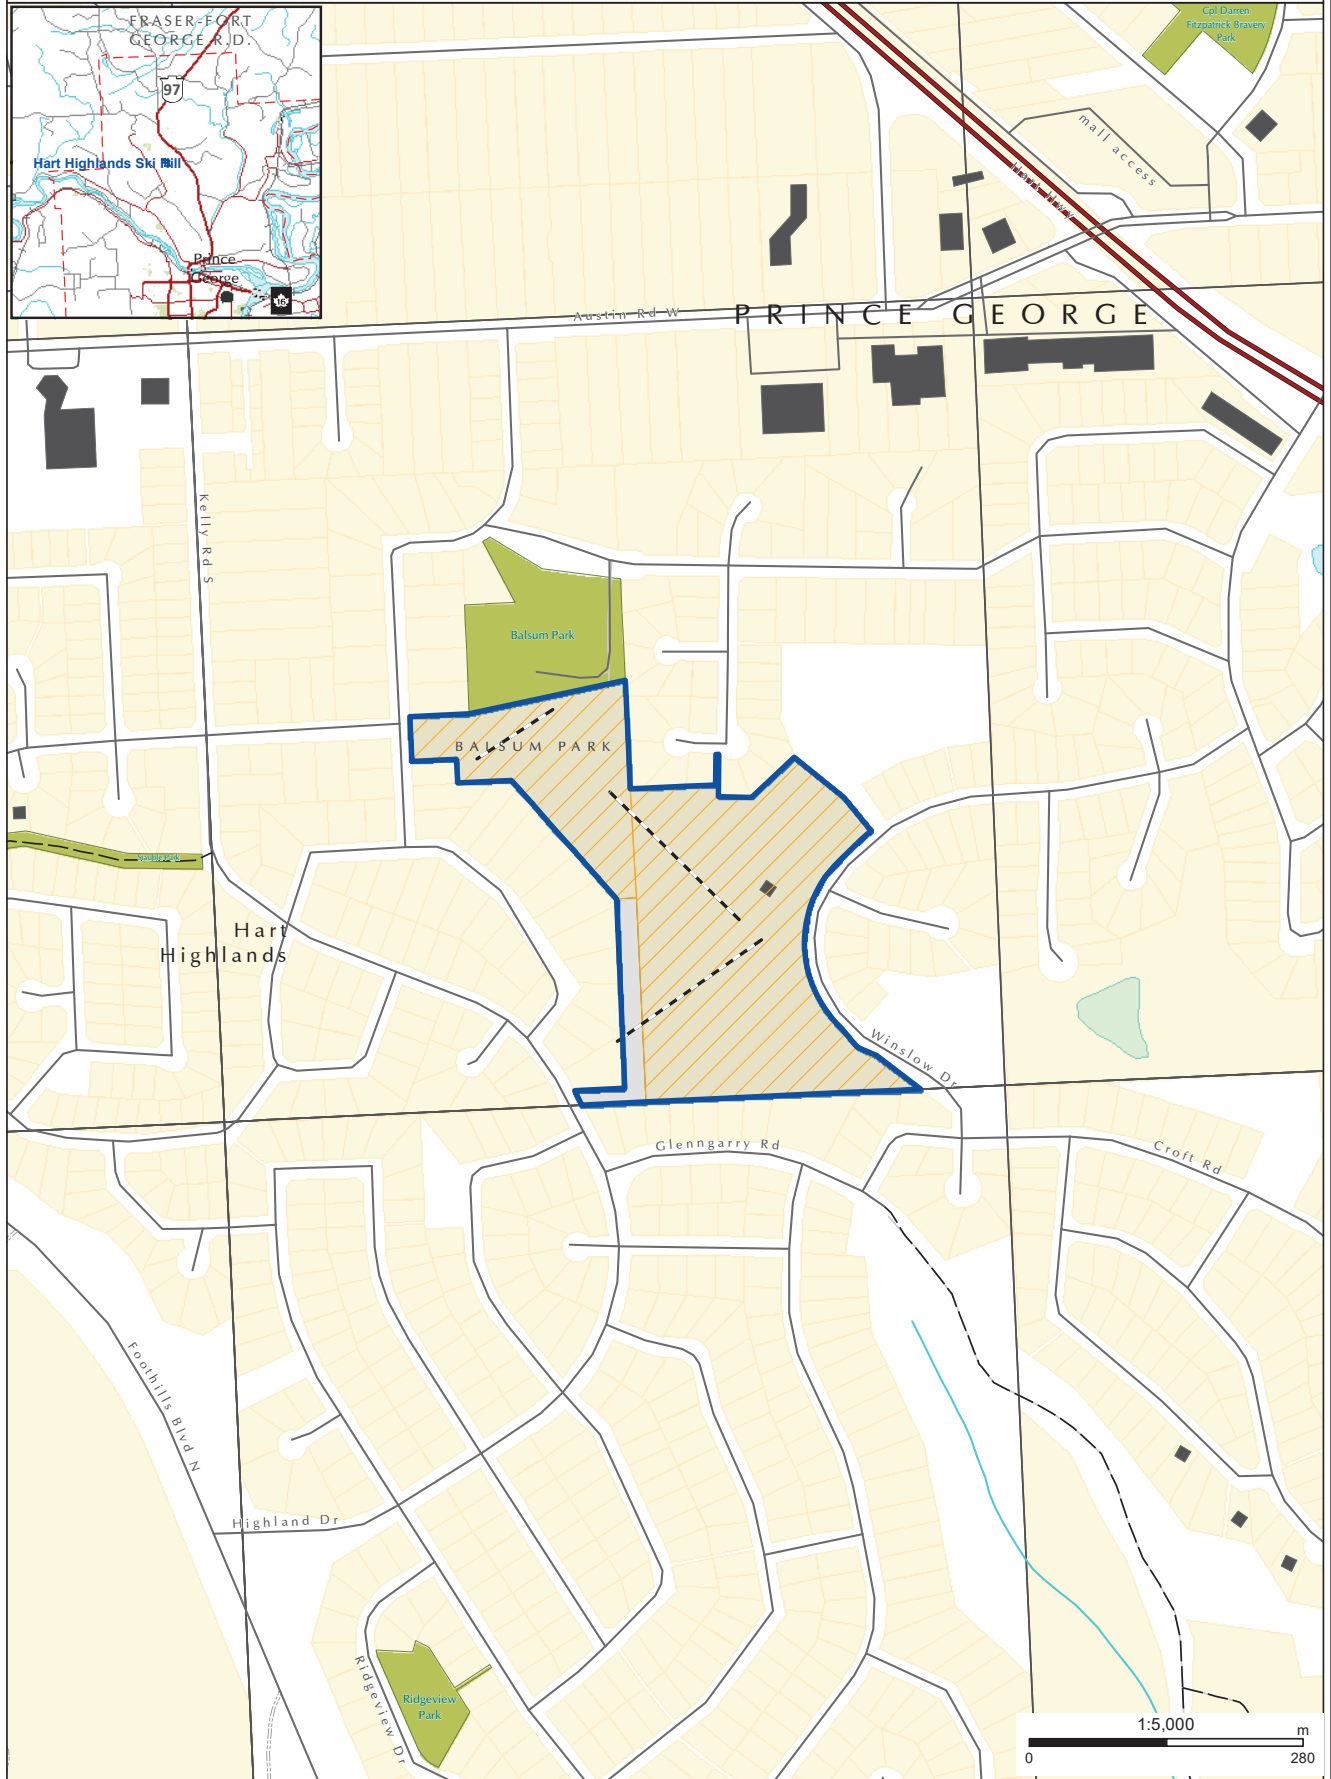 FRASER-FORT
GEORGE R.D.
97
Hart Highlands Ski Hill
Prince
George
16
Cpl Darren
Fitzpatrick Bravery
Park
mall access
Hart Hwy
Austin Rd W
PRINCE GEORGE
Kelly Rd S
Balsum Park
BALSUM PARK
Hart
Highlands
Winslow Dr
Glenngarry Rd
Croft Rd
Foothills Blvd N
Highland Dr
Ridgeview Dr
Ridgeview
Park
1:5,000
m
0
280